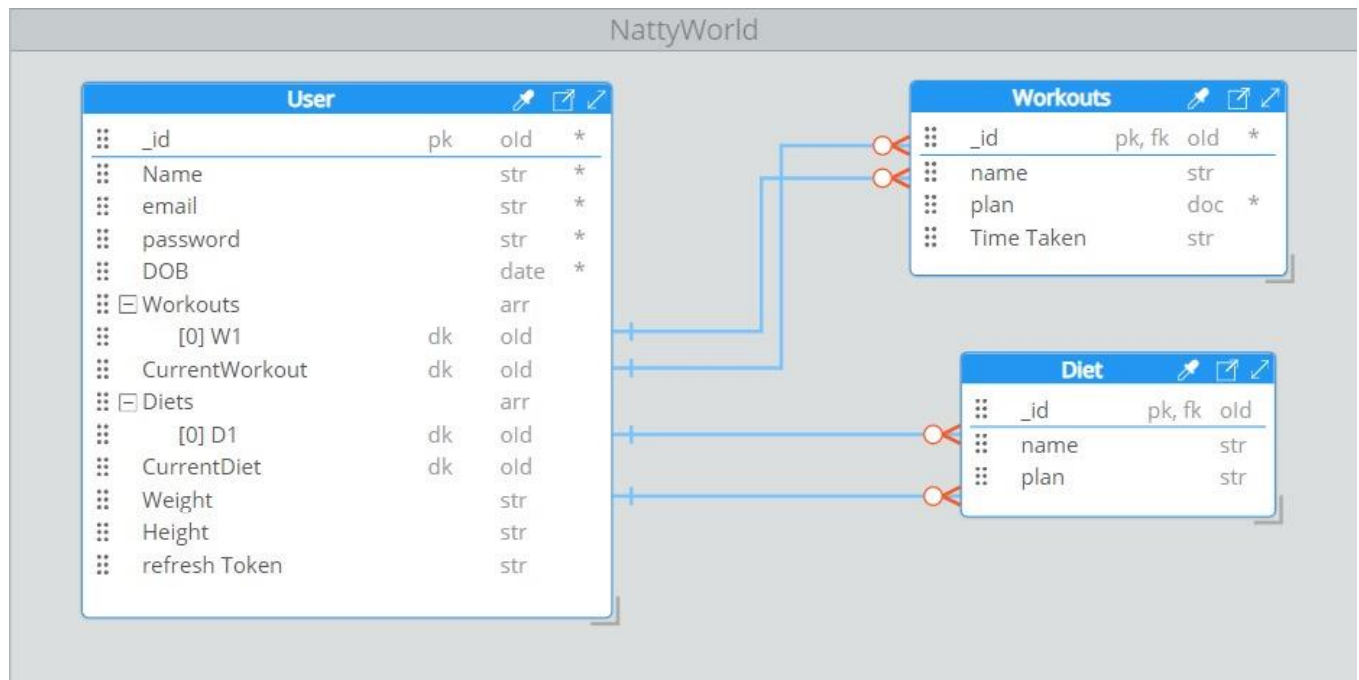 NattyWorld
User
_id pk old *
Name str *
email str *
password str *
DOB date *
Workouts arr
[0] W1 dk old
CurrentWorkout dk old
Diets arr
[0] D1 dk old
CurrentDiet dk old
Weight str
Height str
refresh Token str
Workouts
_id pk, fk old *
name str
plan doc *
Time Taken str
Diet
_id pk, fk old
name str
plan str